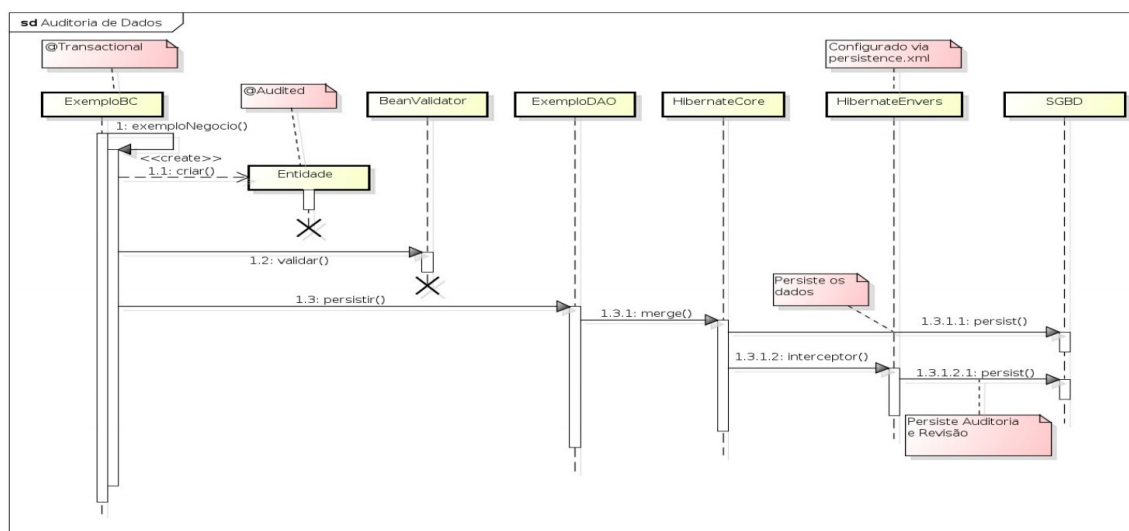 sd Auditoria de Dados
@Transactional
Configurado via
persistence.xml
@Audited
ExemploBC
BeanValidator
ExemploDAO
HibernateCore
HibernateEnvers
SGBD
1: exemploNegocio()
<<create>>
1.1: criar()
Entidade
1.2: validar()
Persiste os
dados
1.3: persistir()
1.3.1: merge()
1.3.1.1: persist()
1.3.1.2: interceptor()
1.3.1.2.1: persist()
Persiste Auditoria
e Revisão